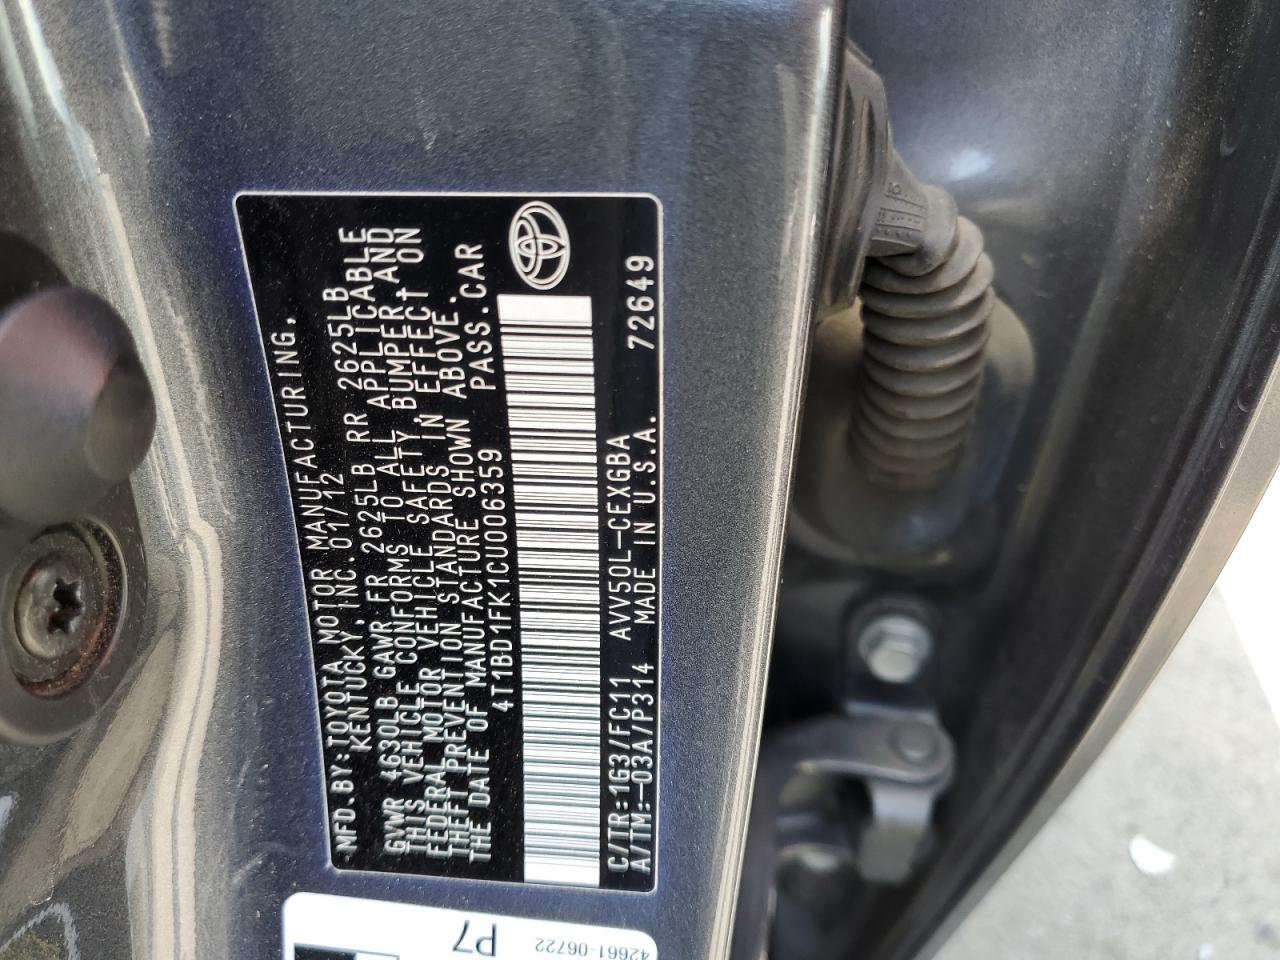 MFD.BY:TOYOTA MOTOR MANUFACTURING,
KENTUCKY,INC.01/12
GVWR 4630LB GAWR FR 2625LB RR 2625LB
THIS VEHICLE CONFORMS TO ALL APPLICABLE
FEDERAL MOTOR VEHICLE SAFETY,BUMPER,AND
THEFT PREVENTION STANDARDS IN EFFECT ON
THE DATE OF MANUFACTURE SHOWN ABOVE.
4T1BD1FK1CU006359 PASS.CAR
C/TR:1G3/FC11 AVV50L-CEXGBA
A/TM:-03A/P314 MADE IN U.S.A. 72649
P7
42661-06722